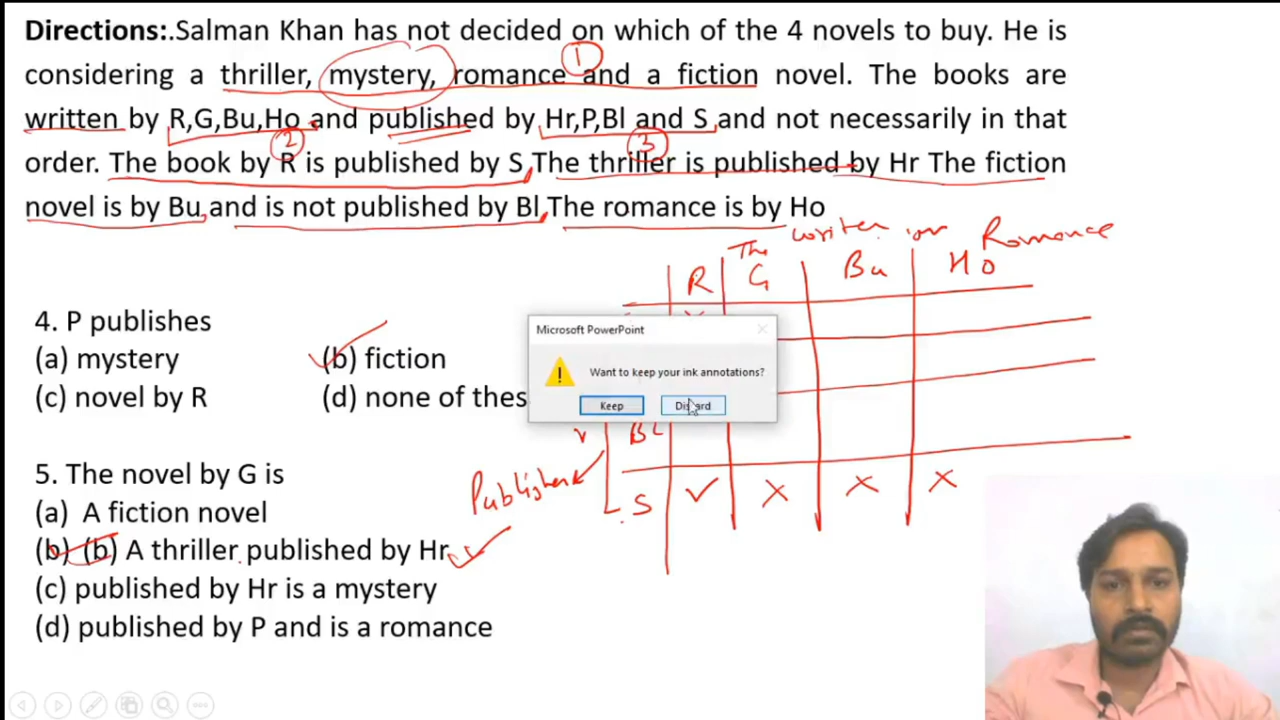 Directions:.Salman Khan has not decided on which of the 4 novels to buy. He is
considering a thriller, mystery, romance and a fiction novel. The books are
written by R,G,Bu,Ho and published by Hr,P,Bl and S and not necessarily in that
order. The book by R is published by S,The thriller is published by Hr The fiction
novel is by Bu,and is not published by Bl,The romance is by Ho
1
2
3
The writer or Romance
R G Bu Ho
4. P publishes
(a) mystery (b) fiction
(c) novel by R (d) none of thes
Microsoft PowerPoint
Want to keep your ink annotations?
Keep Discard
BL
Publisher
S
5. The novel by G is
(a) A fiction novel
(b) (b) A thriller published by Hr
(c) published by Hr is a mystery
(d) published by P and is a romance